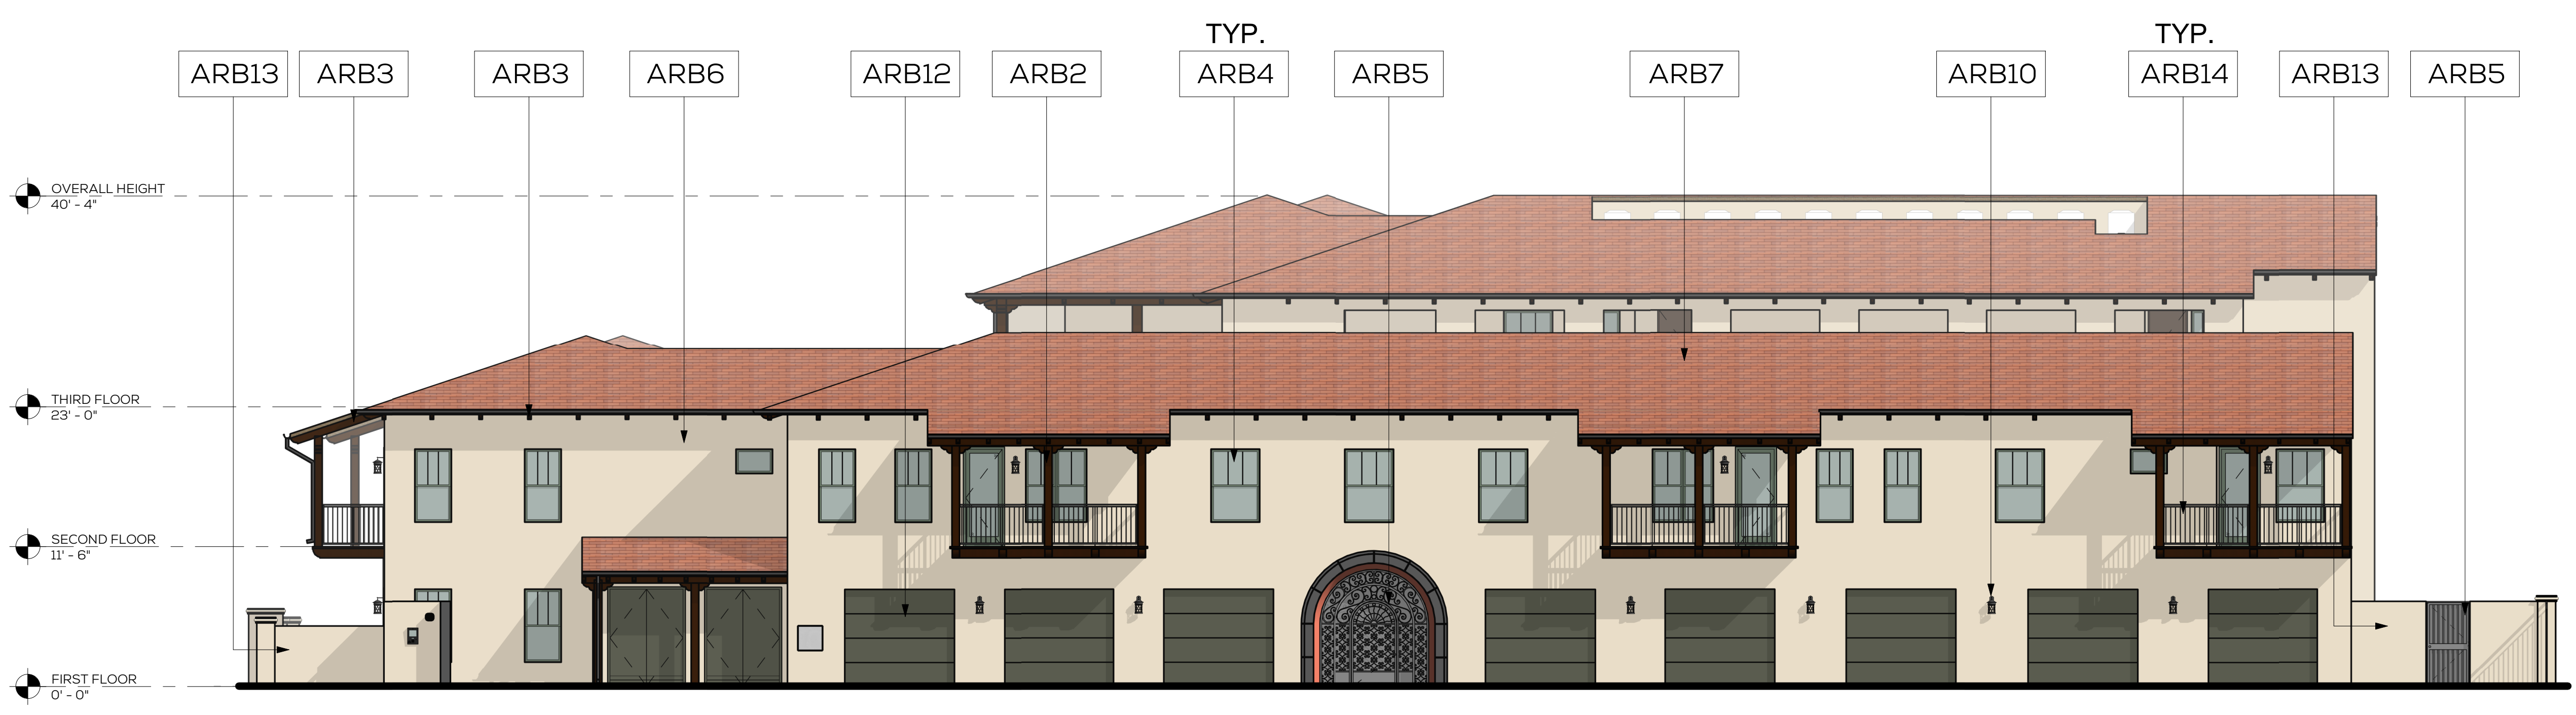 TYP.
TYP.
ARB13
ARB3
ARB3
ARB6
ARB12
ARB2
ARB4
ARB5
ARB7
ARB10
ARB14
ARB13
ARB5
OVERALL HEIGHT
40' - 4"
THIRD FLOOR
23' - 0"
SECOND FLOOR
11' - 6"
FIRST FLOOR
0' - 0"